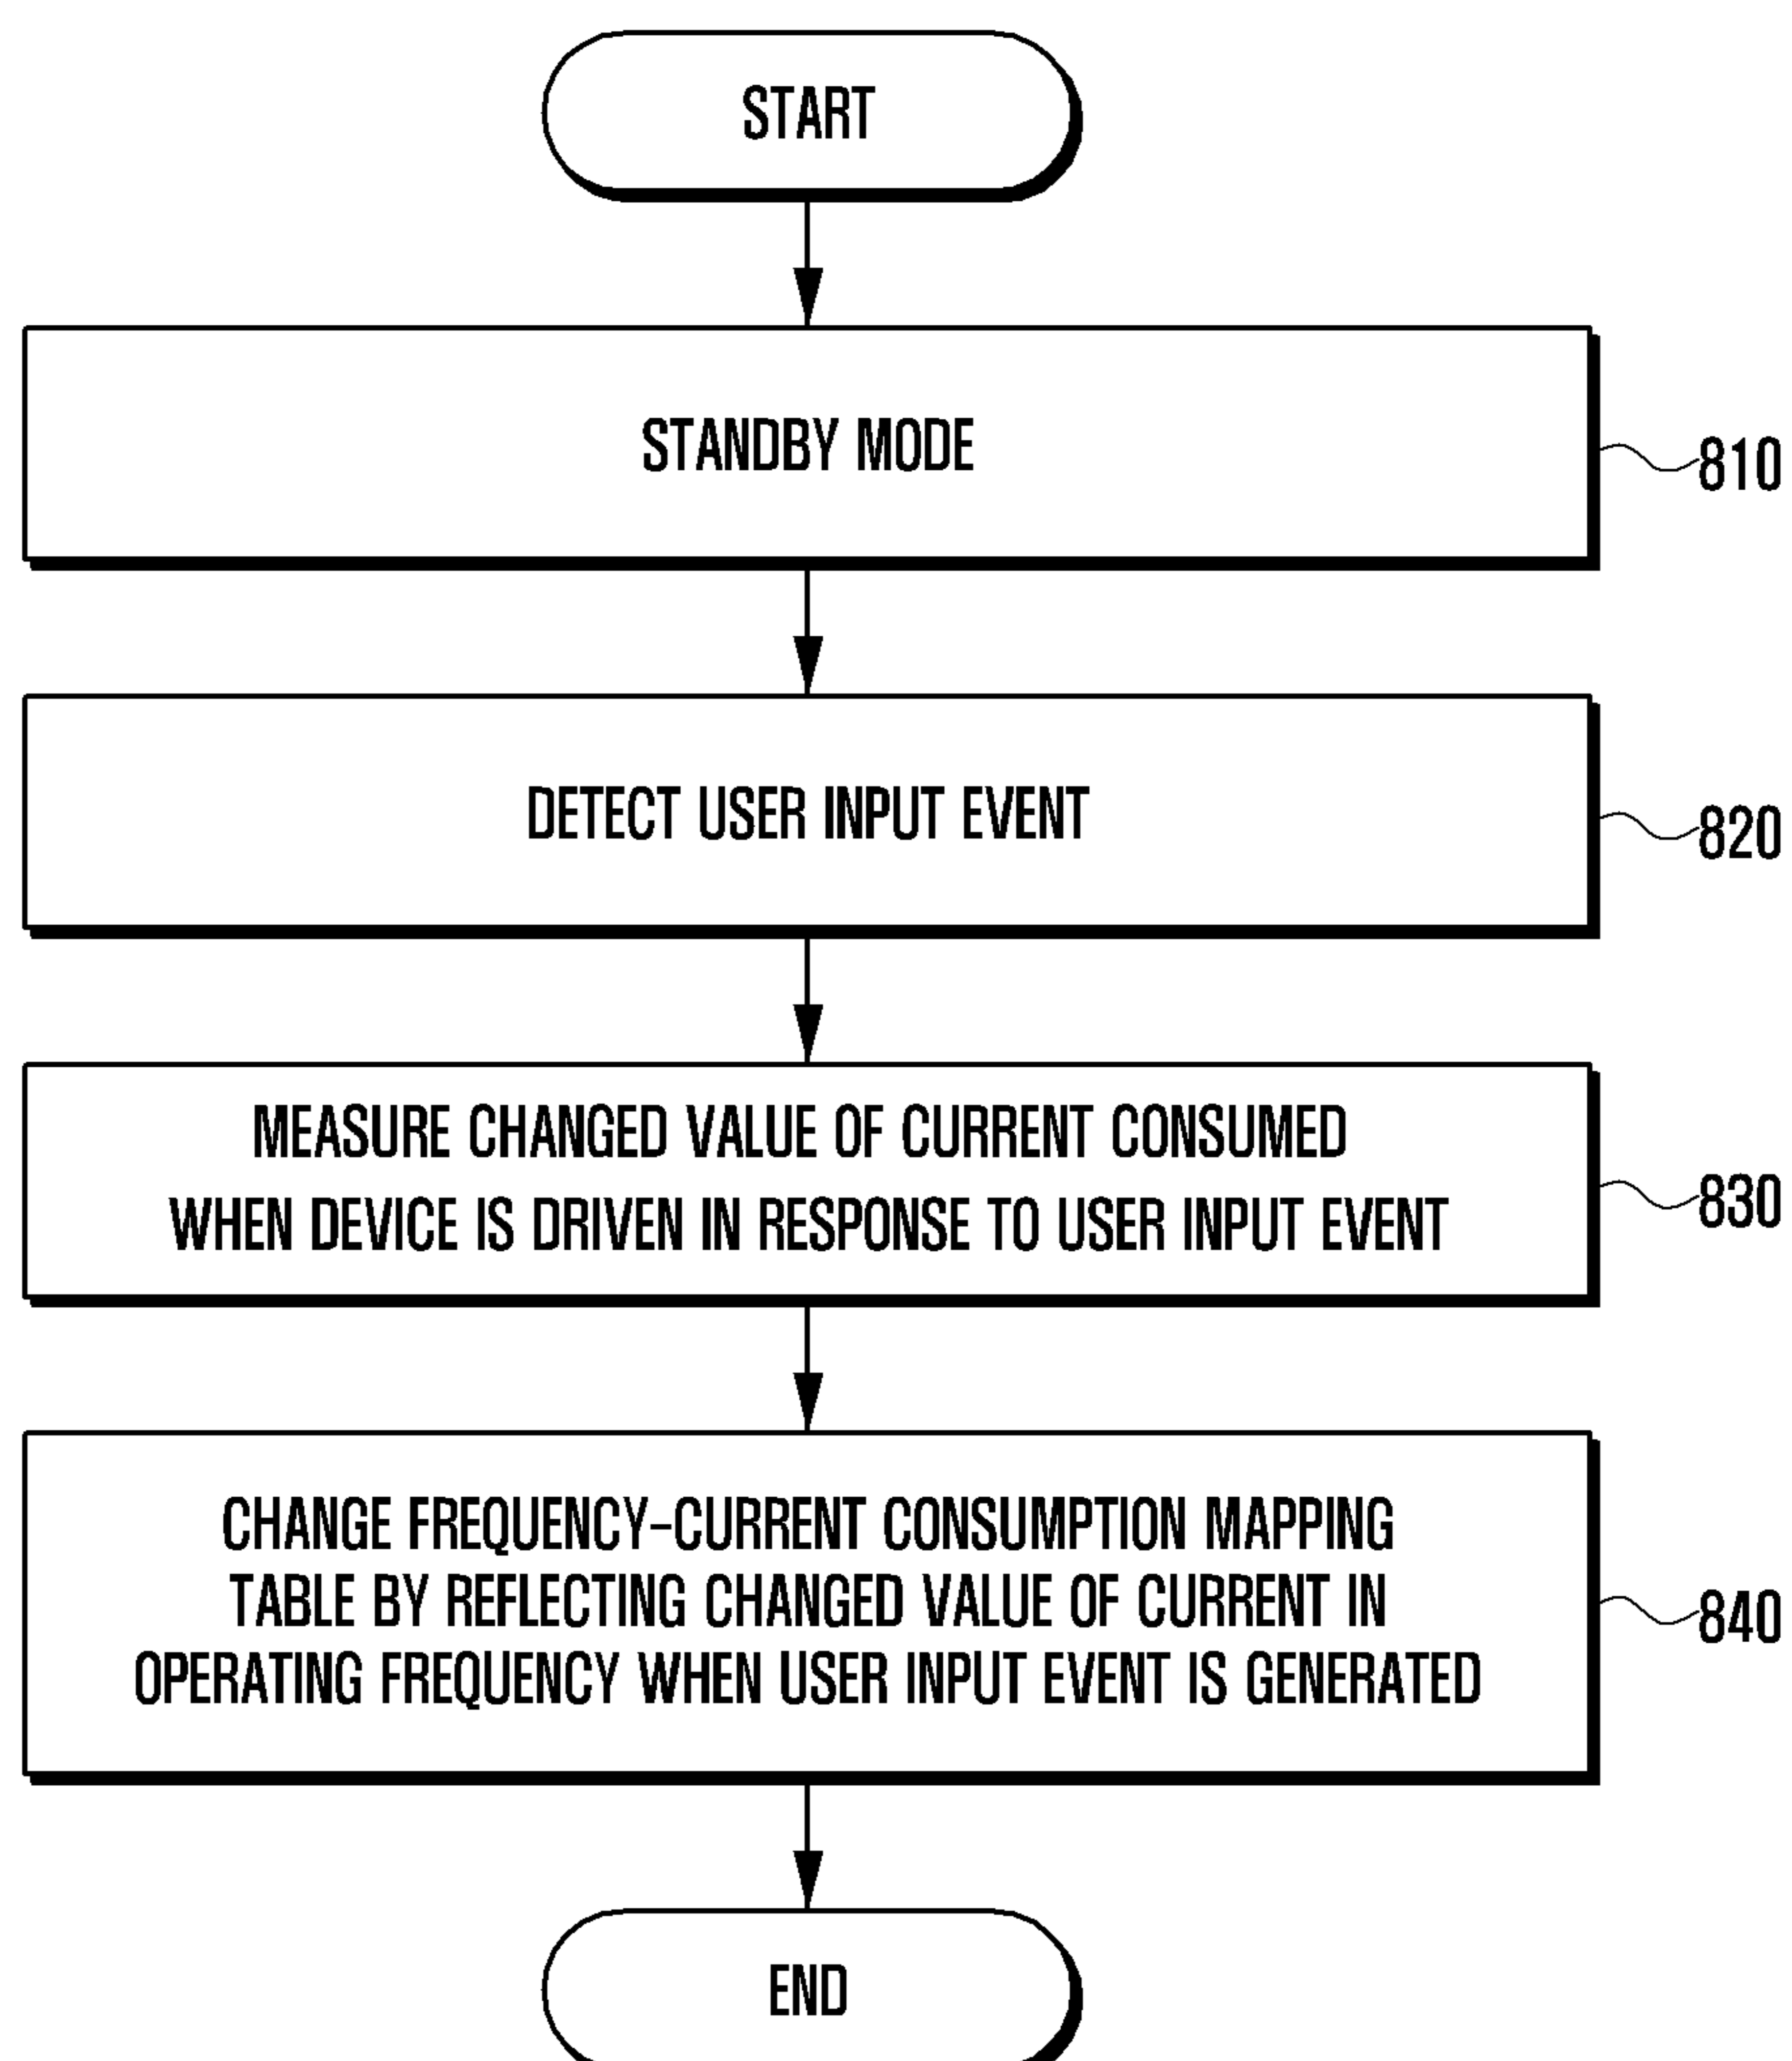 START
STANDBY MODE
810
DETECT USER INPUT EVENT
820
MEASURE CHANGED VALUE OF CURRENT CONSUMED
WHEN DEVICE IS DRIVEN IN RESPONSE TO USER INPUT EVENT
830
CHANGE FREQUENCY-CURRENT CONSUMPTION MAPPING
TABLE BY REFLECTING CHANGED VALUE OF CURRENT IN
OPERATING FREQUENCY WHEN USER INPUT EVENT IS GENERATED
840
END